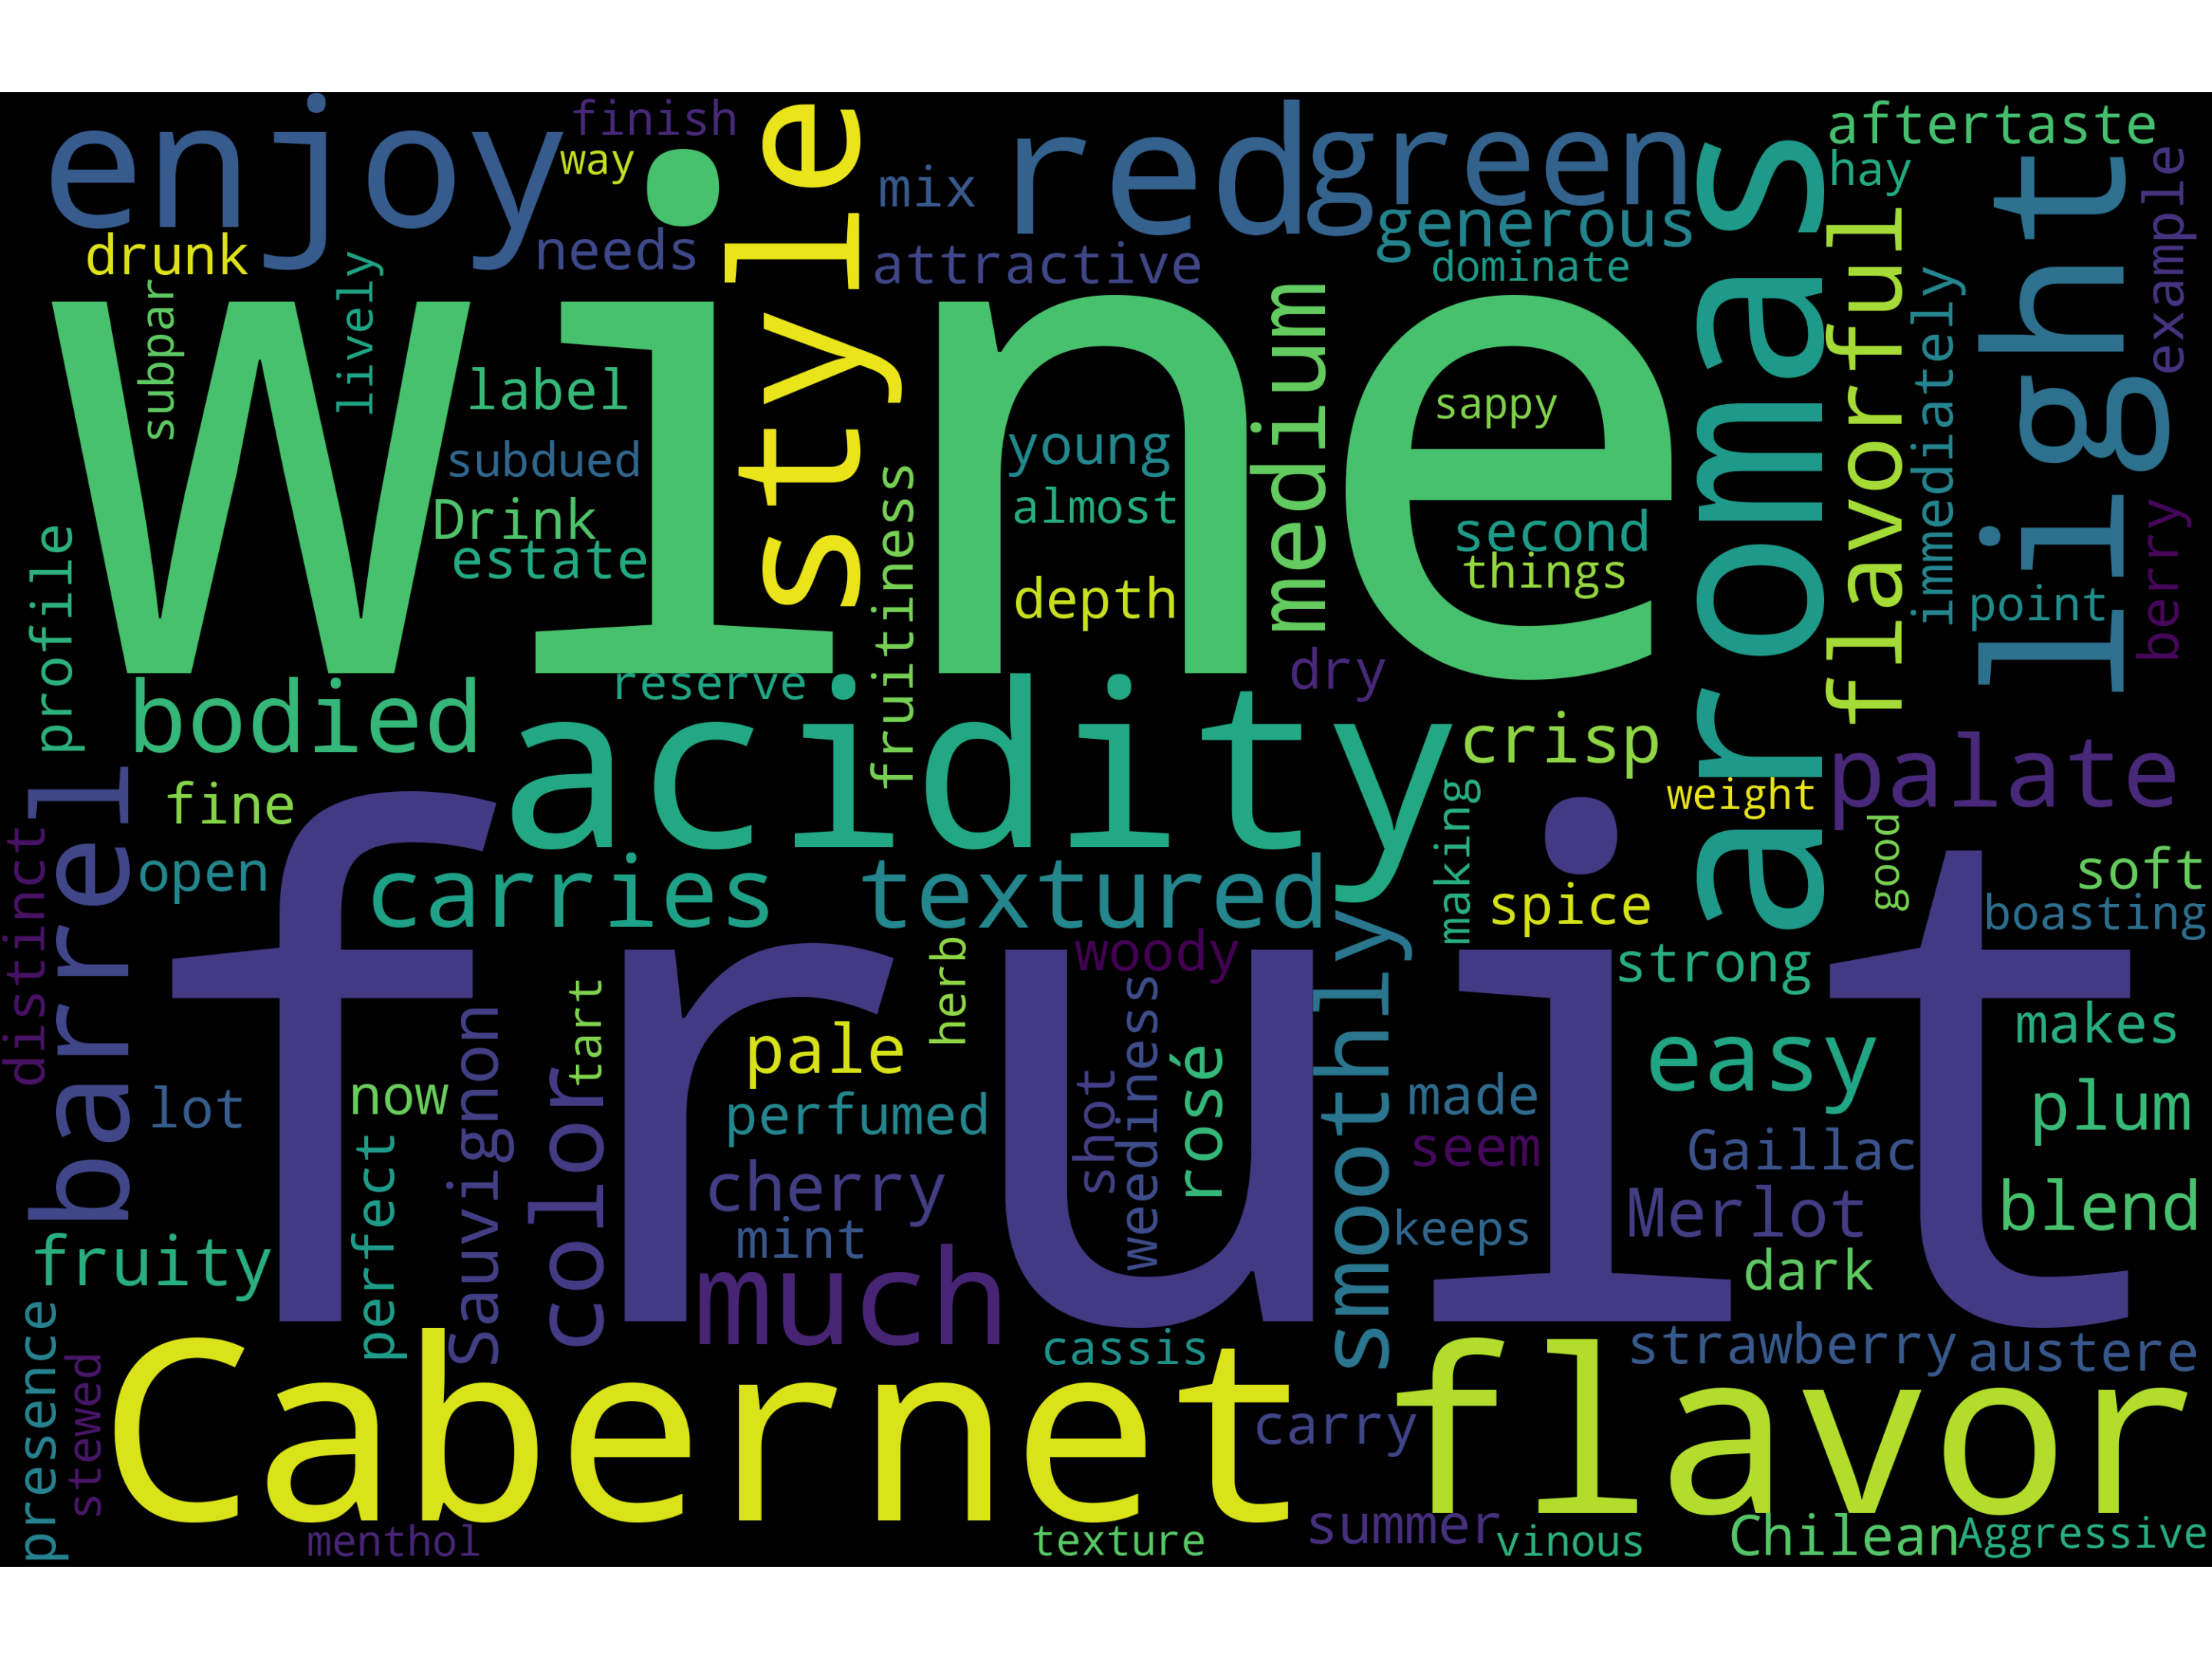 enjoy
finish
way
style
mix
red
green
aromas
aftertaste
hay
light
example
drunk
needs
attractive
generous
dominate
flavorful
immediately
subpar
lively
wine
label
subdued
Drink
estate
young
almost
depth
medium
sappy
second
things
point
berry
profile
fruitiness
bodied
reserve
acidity
dry
crisp
weight
palate
barrel
distinct
fine
open
carries
textured
smoothly
making
spice
good
soft
boasting
fruit
woody
strong
herb
tart
Sauvignon
color
pale
perfumed
weediness
shot
rosé
easy
makes
lot
now
perfect
cherry
mint
much
made
seem
keeps
Gaillac
Merlot
dark
plum
blend
fruity
presence
stewed
Cabernet
cassis
carry
flavor
strawberry
austere
menthol
texture
summer
vinous
Chilean
Aggressive